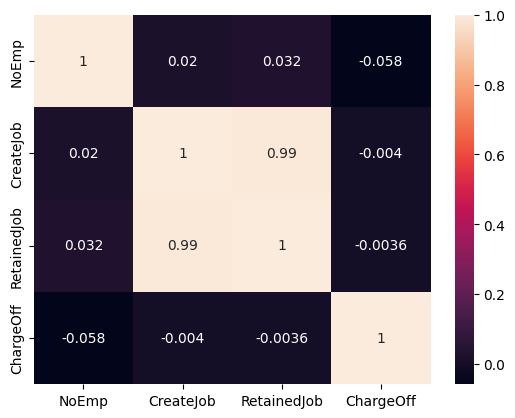 NoEmp 1 0.02 0.032 -0.058
CreateJob 0.02 1 0.99 -0.004
RetainedJob 0.032 0.99 1 -0.0036
ChargeOff -0.058 -0.004 -0.0036 1
NoEmp CreateJob RetainedJob ChargeOff
1.0
0.8
0.6
0.4
0.2
0.0